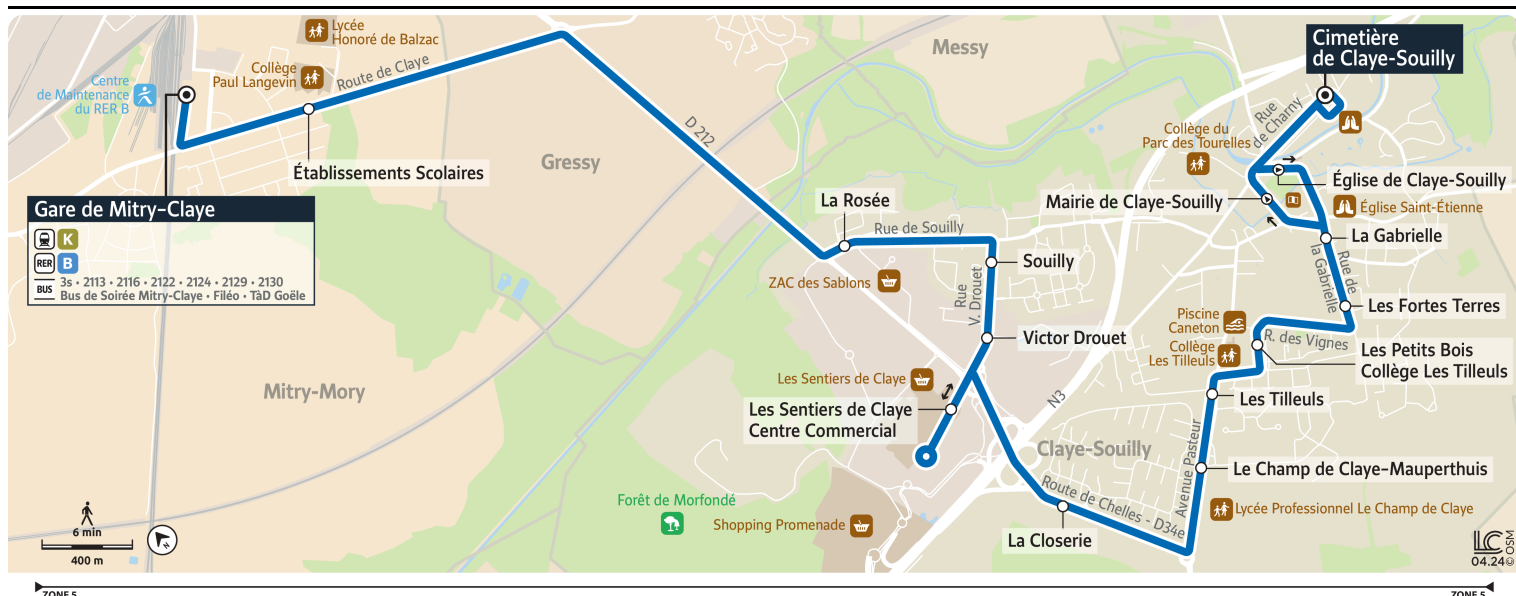 Lycée
Honoré de Balzac
Collège
Paul Langevin
Centre
de Maintenance
du RER B
Route de Claye
Établissements Scolaires
Gare de Mitry-Claye
K
RER
B
BUS
3s • 2113 • 2116 • 2122 • 2124 • 2129 • 2130
Bus de Soirée Mitry-Claye • Filéo • TàD Goële
Gressy
D 212
Messy
Mitry-Mory
La Rosée
Rue de Souilly
ZAC des Sablons
Souilly
Rue
V. Drouet
Victor Drouet
Les Sentiers de Claye
Les Sentiers de Claye
Centre Commercial
N3
Claye-Souilly
Forêt de Morfondé
Shopping Promenade
Route de Chelles - D34e
La Closerie
Avenue Pasteur
Cimetière
de Claye-Souilly
Rue
de Charny
Collège du
Parc des Tourelles
Église de Claye-Souilly
Mairie de Claye-Souilly
Église Saint-Étienne
La Gabrielle
Rue de
la Gabrielle
Les Fortes Terres
Piscine
Caneton
R. des Vignes
Collège
Les Tilleuls
Les Petits Bois
Collège Les Tilleuls
Les Tilleuls
Le Champ de Claye-Mauperthuis
Lycée Professionnel Le Champ de Claye
6 min
400 m
LC
04.24
© OSM
ZONE 5
ZONE 5